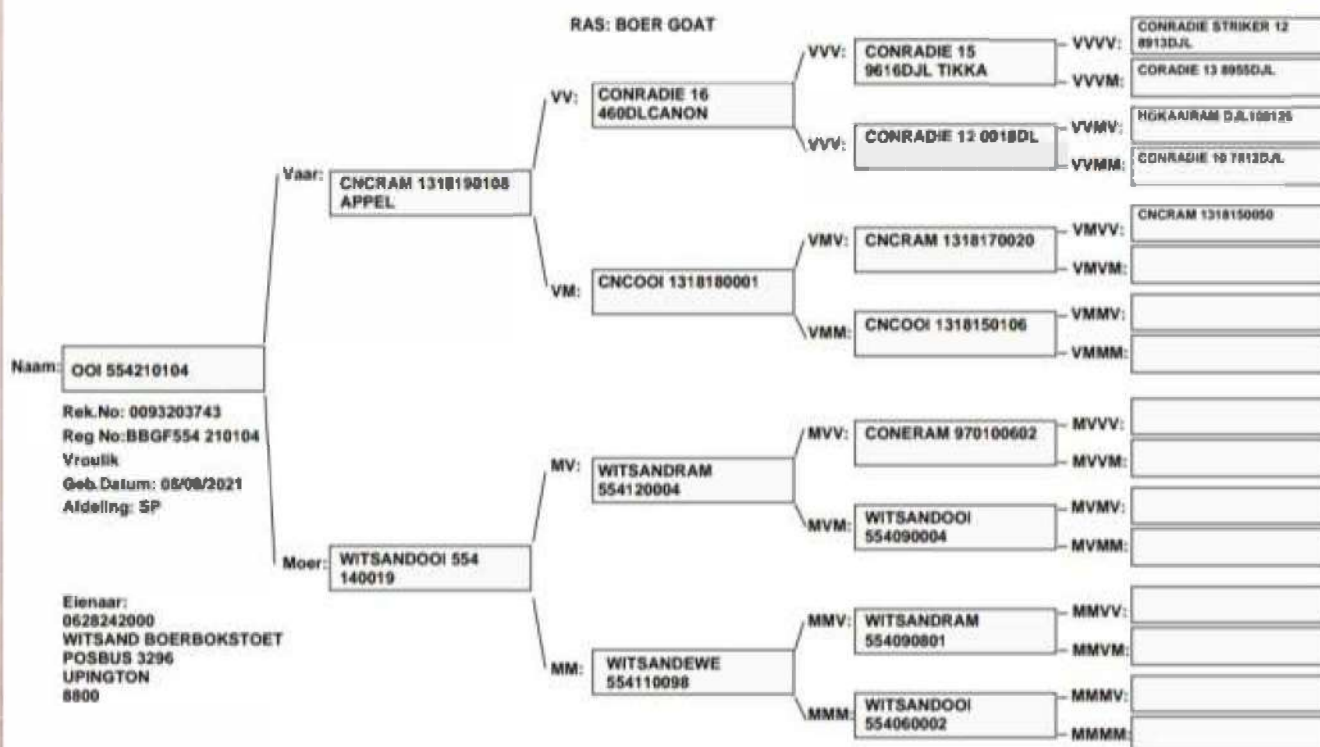 RAS: BOER GOAT
Naam:
OOI 554210104
Rek.No: 0093203743
Reg No:BBGF554 210104
Vroulik
Geb.Datum: 05/08/2021
Afdeling: SP
Eienaar:
0628242000
WITSAND BOERBOKSTOET
POSBUS 3296
UPINGTON
8800
Vaar:
CNCRAM 1318190108
APPEL
Moer:
WITSANDOOI 554
140019
VV:
CONRADIE 16
460DLCANON
VM:
CNCOOI 1318180001
MV:
WITSANDRAM
554120004
MM:
WITSANDEWE
554110098
VVV:
CONRADIE 15
9616DJL TIKKA
VVV:
CONRADIE 12 0018DL
VMV:
CNCRAM 1318170020
VMM:
CNCOOI 1318150106
MVV:
CONERAM 970100602
MVM:
WITSANDOOI
554090004
MMV:
WITSANDRAM
554090801
MMM:
WITSANDOOI
554060002
VVVV:
CONRADIE STRIKER 12
8913DJL
VVVM:
CORADIE 13 8955DJL
VVMV:
HOKAAIRAM DJL100126
VVMM:
CONRADIE 10 7813DJL
VMVV:
CNCRAM 1318150050
VMVM:
VMMV:
VMMM:
MVVV:
MVVM:
MVMV:
MVMM:
MMVV:
MMVM:
MMMV:
MMMM: